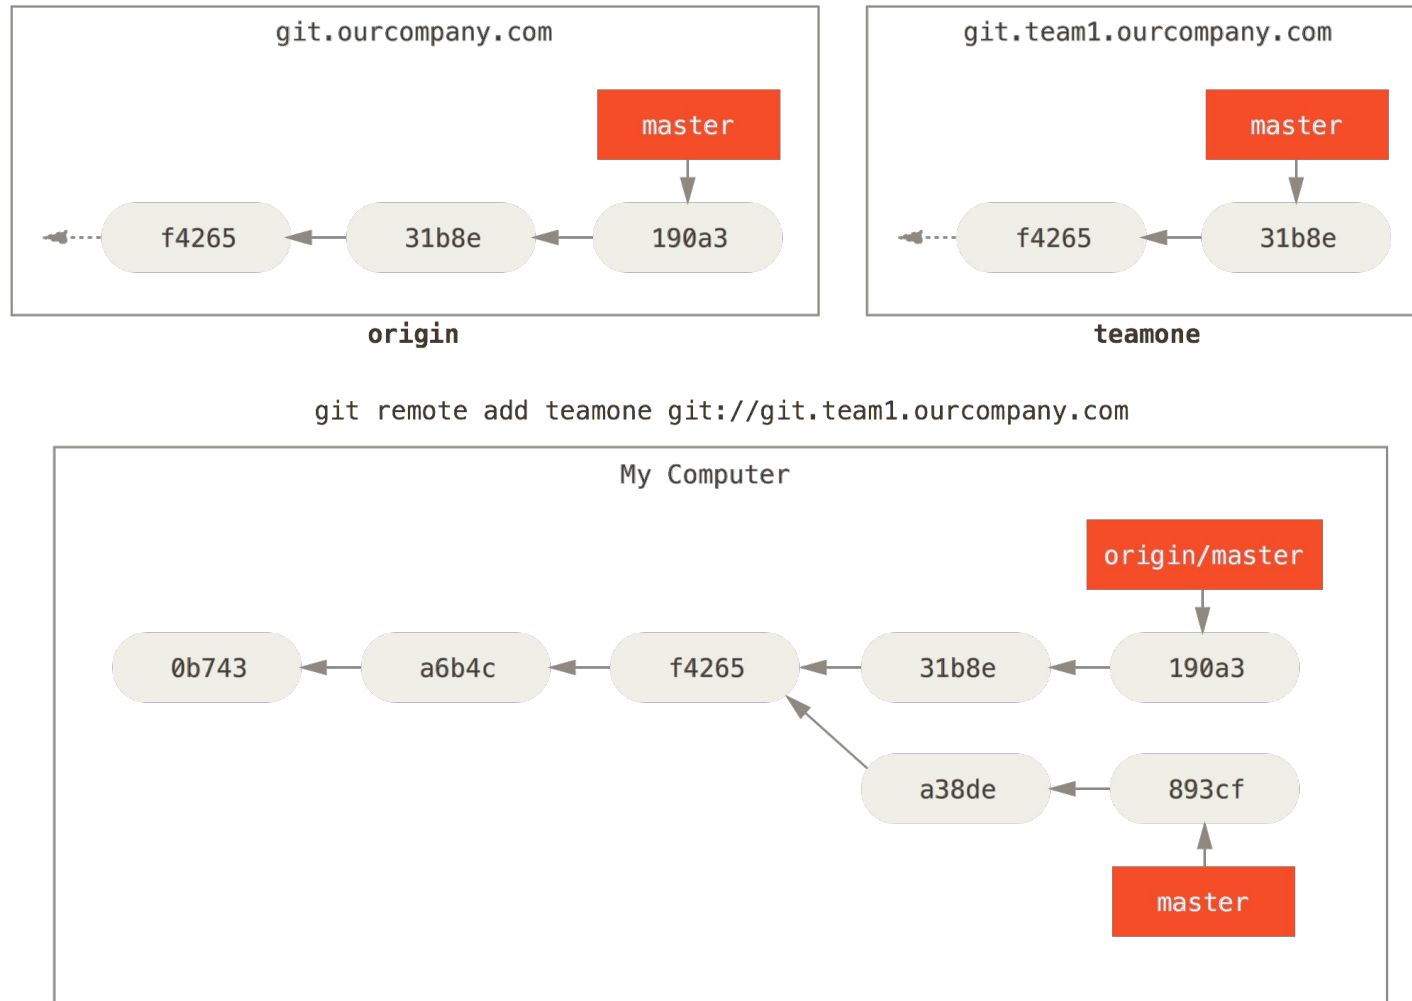 git.ourcompany.com
master
f4265
31b8e
190a3
origin
git.team1.ourcompany.com
master
f4265
31b8e
teamone
git remote add teamone git://git.team1.ourcompany.com
My Computer
origin/master
0b743
a6b4c
f4265
31b8e
190a3
a38de
893cf
master